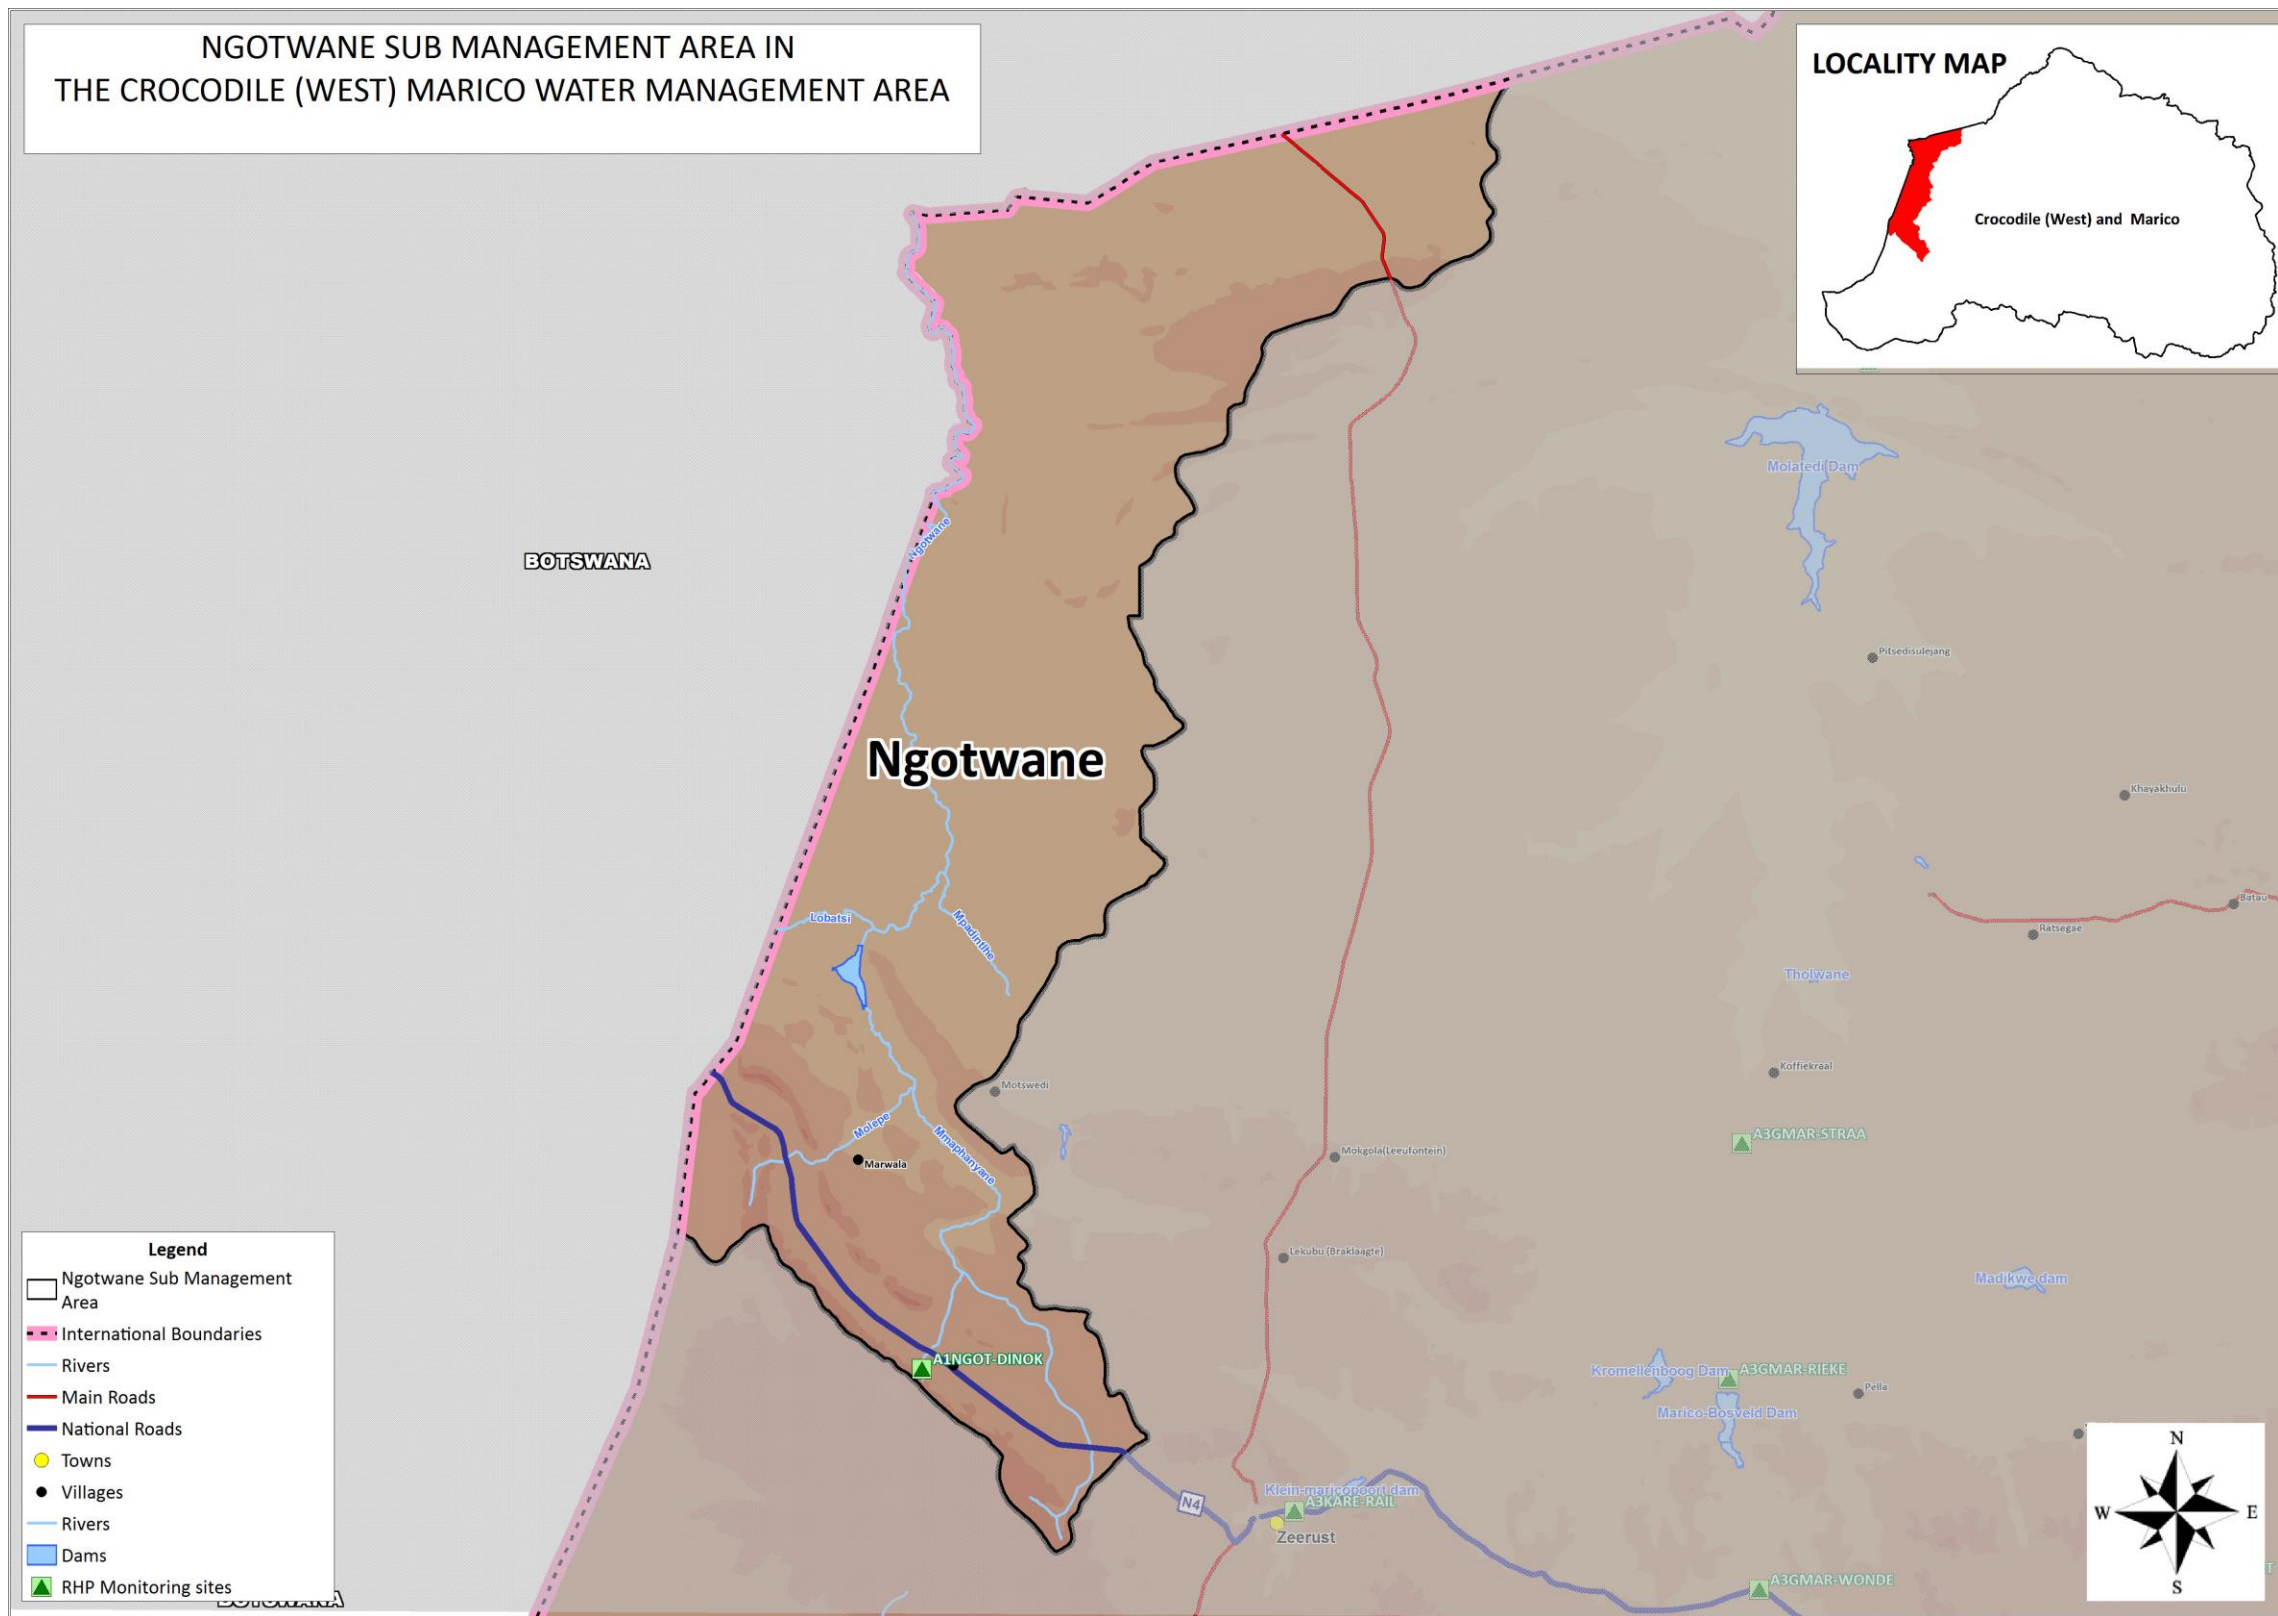 NGOTWANE SUB MANAGEMENT AREA IN
THE CROCODILE (WEST) MARICO WATER MANAGEMENT AREA
LOCALITY MAP
Crocodile (West) and Marico
Molatedi Dam
BOTSWANA
Ngotwane
Pitsedisulejang
Ngotwane
Khayakhulu
Batau
Lobatsi
Mpadintlhe
Ratsegae
Tholwane
Koffiekraal
Motswedi
Molepe
Mmaphanyane
A3GMAR-STRAA
Marwala
Mokgola(Leeufontein)
Lekubu (Braklaagte)
Madikwe dam
A1NGOT-DINOK
Kromellenboog Dam
A3GMAR-RIEKE
Pella
Marico-Bosveld Dam
Klein-maricopoort dam
A3KARE-RAIL
N4
Zeerust
A3GMAR-WONDE
Legend
Ngotwane Sub Management
Area
International Boundaries
Rivers
Main Roads
National Roads
Towns
Villages
Rivers
Dams
RHP Monitoring sites
BOTSWANA
N
W
E
S